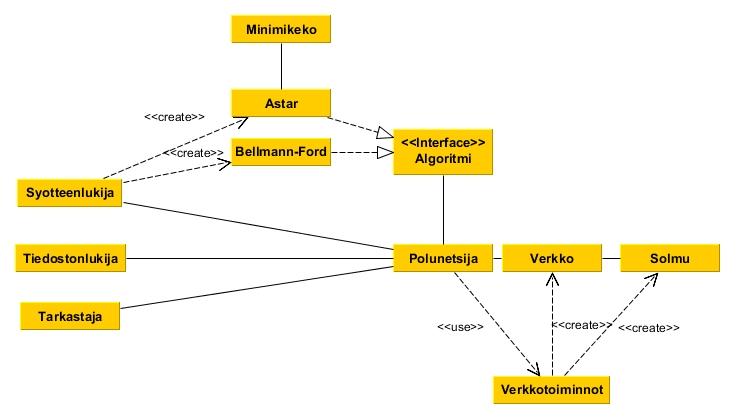 Minimikeko
Astar
<<create>>
<<Interface>>
Algoritmi
<<create>>
Bellmann-Ford
Syotteenlukija
Tiedostonlukija
Polunetsija
Verkko
Solmu
Tarkastaja
<<use>>
<<create>>
<<create>>
Verkkotoiminnot